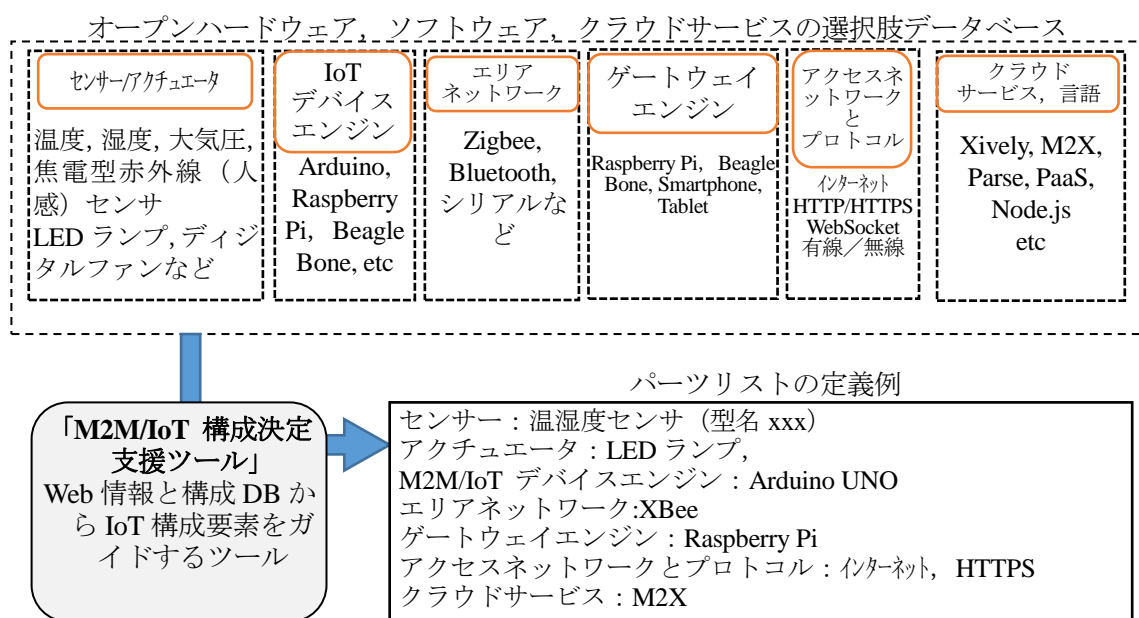 オープンハードウェア，ソフトウェア，クラウドサービスの選択肢データベース
センサー/アクチュエータ
温度, 湿度, 大気圧,
焦電型赤外線（人
感）センサ
LED ランプ, ディジ
タルファンなど
IoT
デバイス
エンジン
Arduino,
Raspberry
Pi，Beagle
Bone, etc
エリア
ネットワーク
Zigbee,
Bluetooth,
シリアルな
ど
ゲートウェイ
エンジン
Raspberry Pi，Beagle
Bone, Smartphone,
Tablet
アクセスネ
ットワーク
と
プロトコル
インターネット
HTTP/HTTPS
WebSocket
有線／無線
クラウド
サービス，言語
Xively, M2X,
Parse, PaaS,
Node.js
etc
「M2M/IoT 構成決定
支援ツール」
Web 情報と構成 DB か
ら IoT 構成要素をガ
イドするツール
パーツリストの定義例
センサー：温湿度センサ（型名 xxx）
アクチュエータ：LED ランプ，
M2M/IoT デバイスエンジン：Arduino UNO
エリアネットワーク:XBee
ゲートウェイエンジン：Raspberry Pi
アクセスネットワークとプロトコル：インターネット，HTTPS
クラウドサービス：M2X